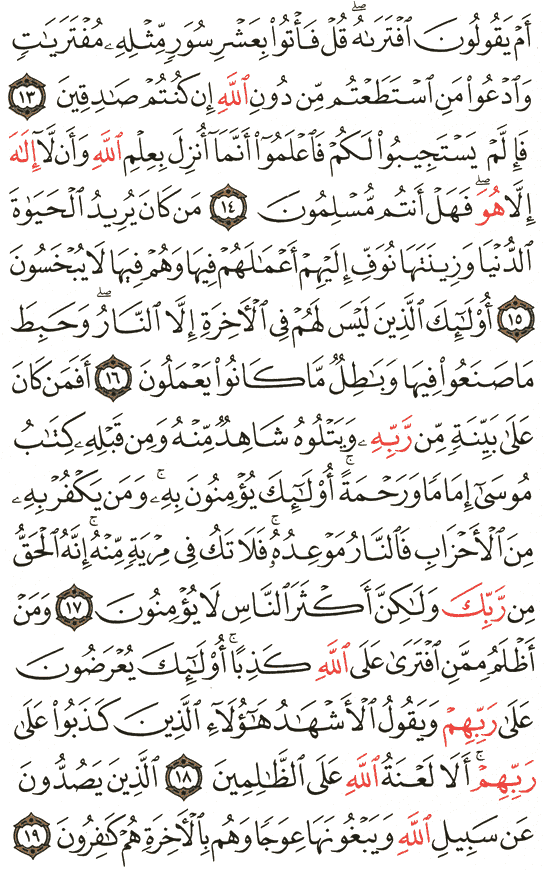 أَمْ يَقُولُونَ ٱفْتَرَىٰهُ ۖ قُلْ فَأْتُوا۟ بِعَشْرِ سُوَرٍ مِّثْلِهِۦ مُفْتَرَيَٰتٍ
وَٱدْعُوا۟ مَنِ ٱسْتَطَعْتُم مِّن دُونِ ٱللَّهِ إِن كُنتُمْ صَٰدِقِينَ ١٣
فَإِلَّمْ يَسْتَجِيبُوا۟ لَكُمْ فَٱعْلَمُوٓا۟ أَنَّمَآ أُنزِلَ بِعِلْمِ ٱللَّهِ وَأَن لَّآ إِلَٰهَ
إِلَّا هُوَ ۖ فَهَلْ أَنتُم مُّسْلِمُونَ ١٤ مَن كَانَ يُرِيدُ ٱلْحَيَوٰةَ
ٱلدُّنْيَا وَزِينَتَهَا نُوَفِّ إِلَيْهِمْ أَعْمَٰلَهُمْ فِيهَا وَهُمْ فِيهَا لَا يُبْخَسُونَ
١٥ أُو۟لَٰٓئِكَ ٱلَّذِينَ لَيْسَ لَهُمْ فِى ٱلْءَاخِرَةِ إِلَّا ٱلنَّارُ ۖ وَحَبِطَ
مَا صَنَعُوا۟ فِيهَا وَبَٰطِلٌ مَّا كَانُوا۟ يَعْمَلُونَ ١٦ أَفَمَن كَانَ
عَلَىٰ بَيِّنَةٍ مِّن رَّبِّهِۦ وَيَتْلُوهُ شَاهِدٌ مِّنْهُ وَمِن قَبْلِهِۦ كِتَٰبُ
مُوسَىٰٓ إِمَامًا وَرَحْمَةً ۚ أُو۟لَٰٓئِكَ يُؤْمِنُونَ بِهِۦ ۚ وَمَن يَكْفُرْ بِهِۦ
مِنَ ٱلْأَحْزَابِ فَٱلنَّارُ مَوْعِدُهُۥ ۚ فَلَا تَكُ فِى مِرْيَةٍ مِّنْهُ ۚ إِنَّهُ ٱلْحَقُّ
مِن رَّبِّكَ وَلَٰكِنَّ أَكْثَرَ ٱلنَّاسِ لَا يُؤْمِنُونَ ١٧ وَمَنْ
أَظْلَمُ مِمَّنِ ٱفْتَرَىٰ عَلَى ٱللَّهِ كَذِبًا ۚ أُو۟لَٰٓئِكَ يُعْرَضُونَ
عَلَىٰ رَبِّهِمْ وَيَقُولُ ٱلْأَشْهَٰدُ هَٰٓؤُلَآءِ ٱلَّذِينَ كَذَبُوا۟ عَلَىٰ
رَبِّهِمْ ۚ أَلَا لَعْنَةُ ٱللَّهِ عَلَى ٱلظَّٰلِمِينَ ١٨ ٱلَّذِينَ يَصُدُّونَ
عَن سَبِيلِ ٱللَّهِ وَيَبْغُونَهَا عِوَجًا وَهُم بِٱلْءَاخِرَةِ هُمْ كَٰفِرُونَ ١٩